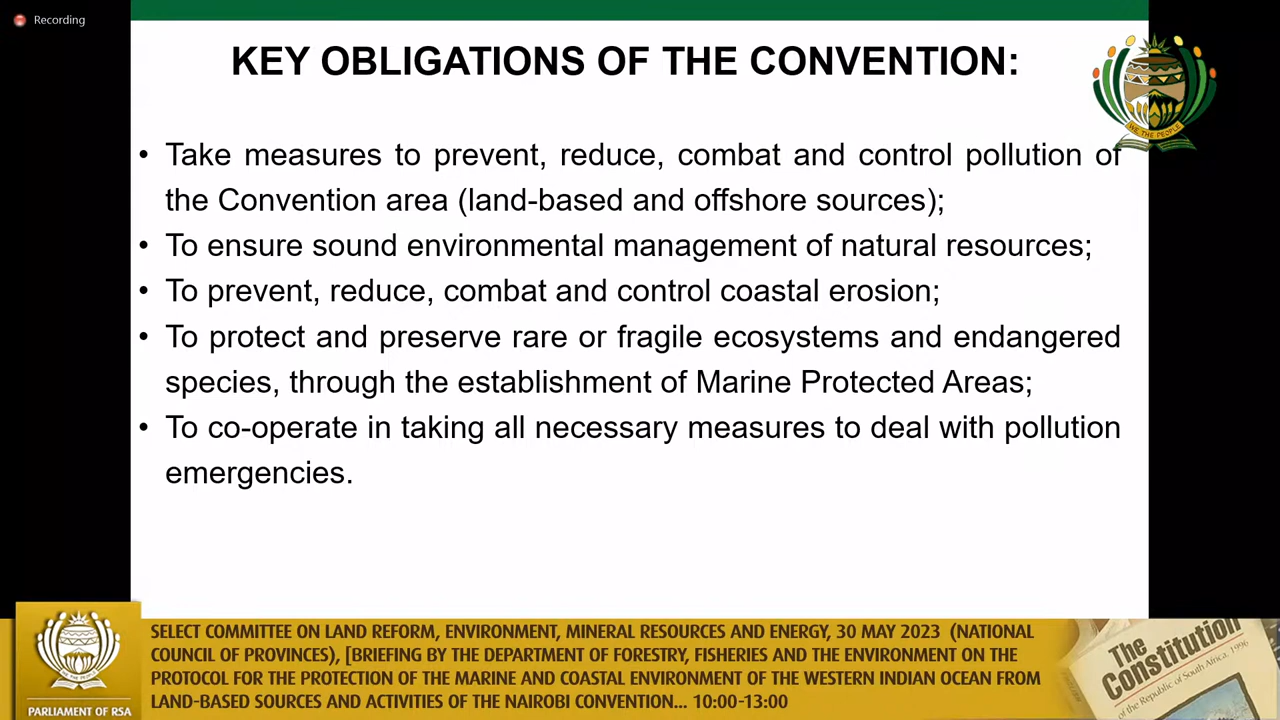 Recording
KEY OBLIGATIONS OF THE CONVENTION:
WE THE PEOPLE
• Take measures to prevent, reduce, combat and control pollution of
the Convention area (land-based and offshore sources);
• To ensure sound environmental management of natural resources;
• To prevent, reduce, combat and control coastal erosion;
• To protect and preserve rare or fragile ecosystems and endangered
species, through the establishment of Marine Protected Areas;
• To co-operate in taking all necessary measures to deal with pollution
emergencies.
SELECT COMMITTEE ON LAND REFORM, ENVIRONMENT, MINERAL RESOURCES AND ENERGY, 30 MAY 2023 (NATIONAL
COUNCIL OF PROVINCES), [BRIEFING BY THE DEPARTMENT OF FORESTRY, FISHERIES AND THE ENVIRONMENT ON THE
PROTOCOL FOR THE PROTECTION OF THE MARINE AND COASTAL ENVIRONMENT OF THE WESTERN INDIAN OCEAN FROM
LAND-BASED SOURCES AND ACTIVITIES OF THE NAIROBI CONVENTION... 10:00-13:00
WE THE PEOPLE
PARLIAMENT OF RSA
The
Constitution
of the Republic of South Africa, 1996